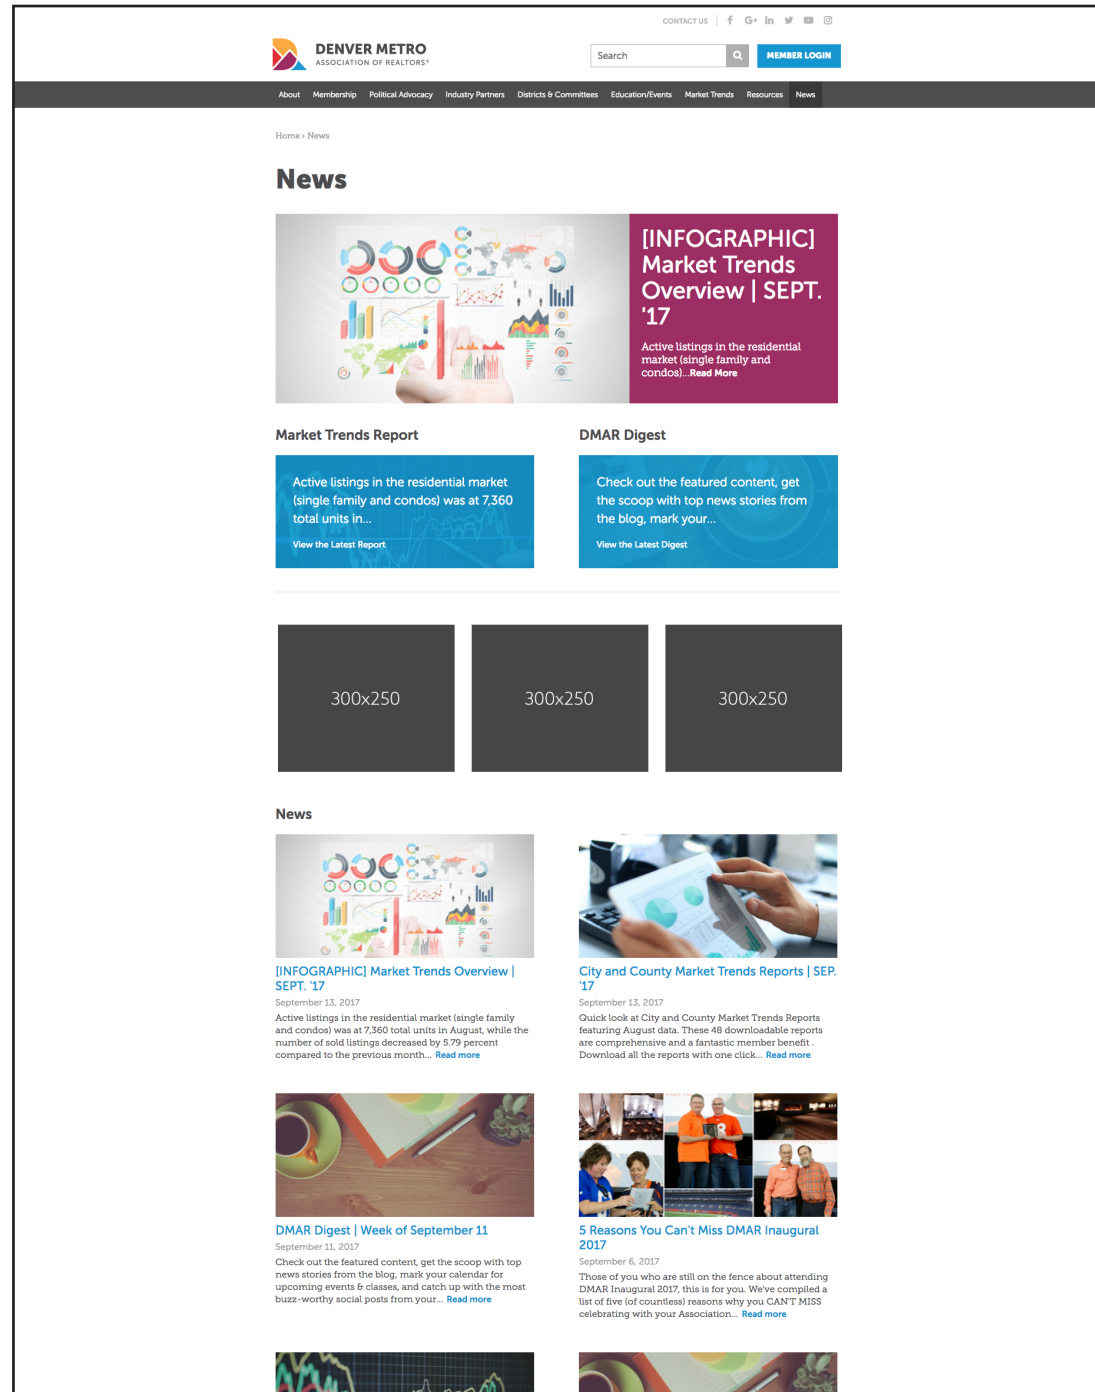 CONTACT US
DENVER METRO
ASSOCIATION OF REALTORS®
Search
MEMBER LOGIN
About Membership Political Advocacy Industry Partners Districts & Committees Education/Events Market Trends Resources News
Home › News
News
[INFOGRAPHIC]
Market Trends
Overview | SEPT.
'17
Active listings in the residential
market (single family and
condos)...Read More
Market Trends Report
Active listings in the residential market
(single family and condos) was at 7,360
total units in...
View the Latest Report
DMAR Digest
Check out the featured content, get
the scoop with top news stories from
the blog, mark your...
View the Latest Digest
300x250
300x250
300x250
News
[INFOGRAPHIC] Market Trends Overview |
SEPT. '17
September 13, 2017
Active listings in the residential market (single family
and condos) was at 7,360 total units in August, while the
number of sold listings decreased by 5.79 percent
compared to the previous month... Read more
City and County Market Trends Reports | SEP.
'17
September 13, 2017
Quick look at City and County Market Trends Reports
featuring August data. These 48 downloadable reports
are comprehensive and a fantastic member benefit .
Download all the reports with one click... Read more
DMAR Digest | Week of September 11
September 11, 2017
Check out the featured content, get the scoop with top
news stories from the blog, mark your calendar for
upcoming events & classes, and catch up with the most
buzz-worthy social posts from your... Read more
5 Reasons You Can't Miss DMAR Inaugural
2017
September 6, 2017
Those of you who are still on the fence about attending
DMAR Inaugural 2017, this is for you. We've compiled a
list of five (of countless) reasons why you CAN'T MISS
celebrating with your Association... Read more